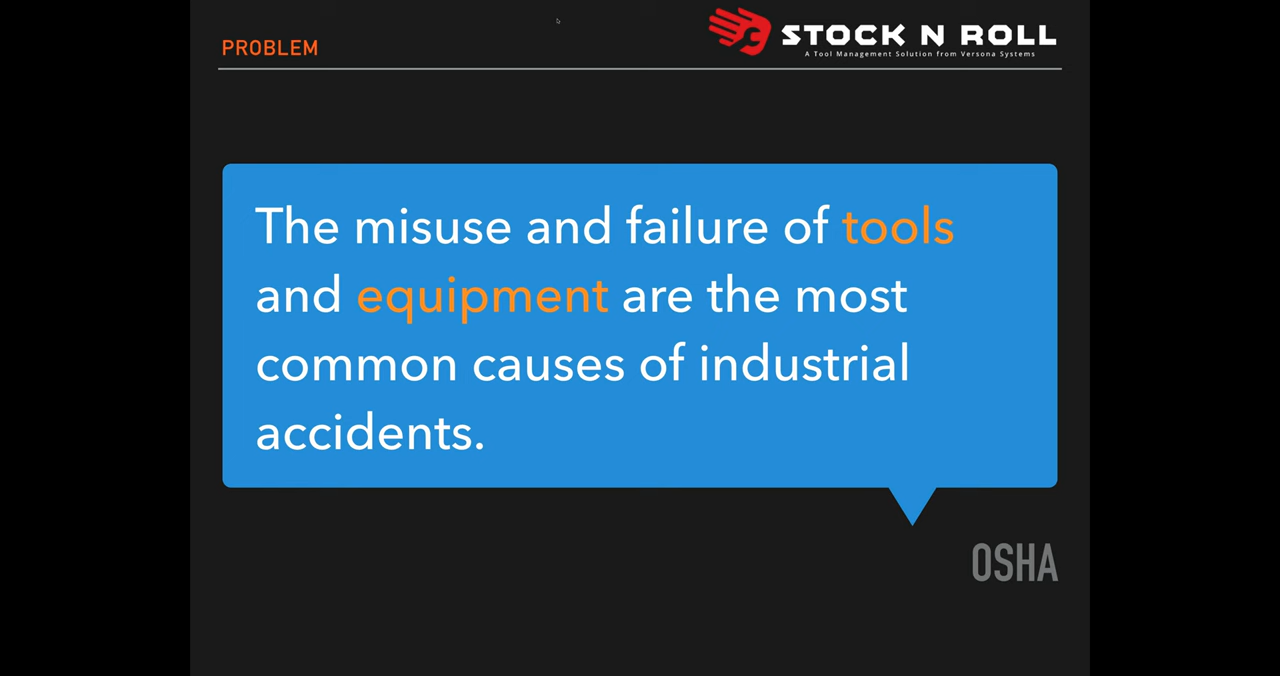 PROBLEM
STOCK N ROLL
A Tool Management Solution from Versona Systems
The misuse and failure of tools
and equipment are the most
common causes of industrial
accidents.
OSHA